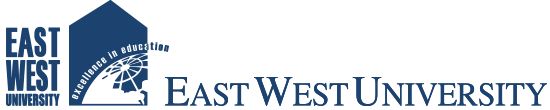 EAST
WEST
UNIVERSITY
excellence in education
EAST WEST UNIVERSITY